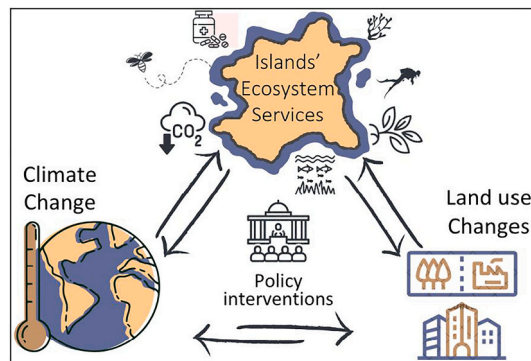 Islands'
Ecosystem
Services
CO2
Climate
Change
Land use
Changes
Policy
interventions